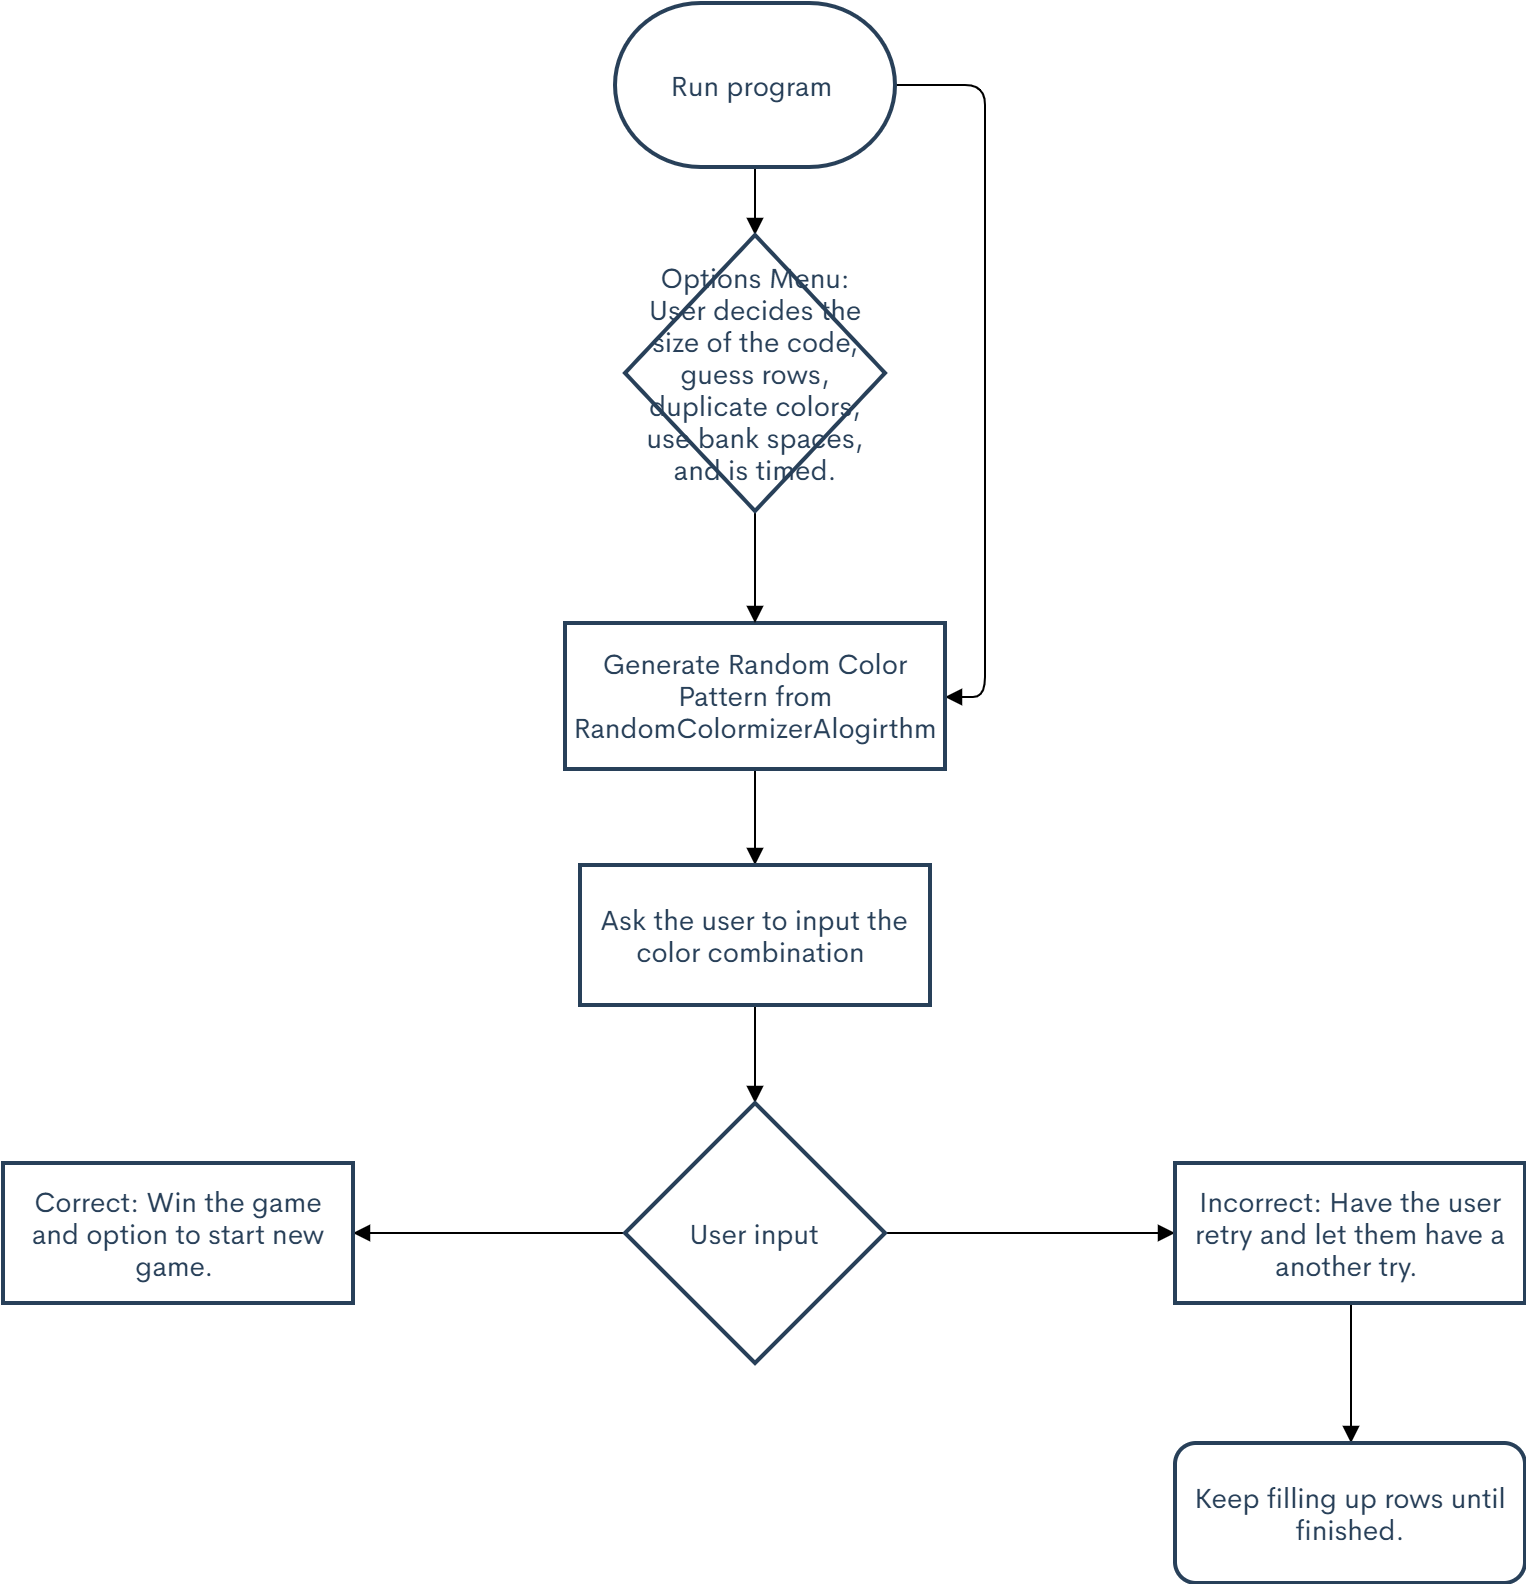 Run program
Options Menu:
User decides the
size of the code,
guess rows,
duplicate colors,
use bank spaces,
and is timed.
Generate Random Color
Pattern from
RandomColormizerAlogirthm
Ask the user to input the
color combination
User input
Correct: Win the game
and option to start new
game.
Incorrect: Have the user
retry and let them have a
another try.
Keep filling up rows until
finished.